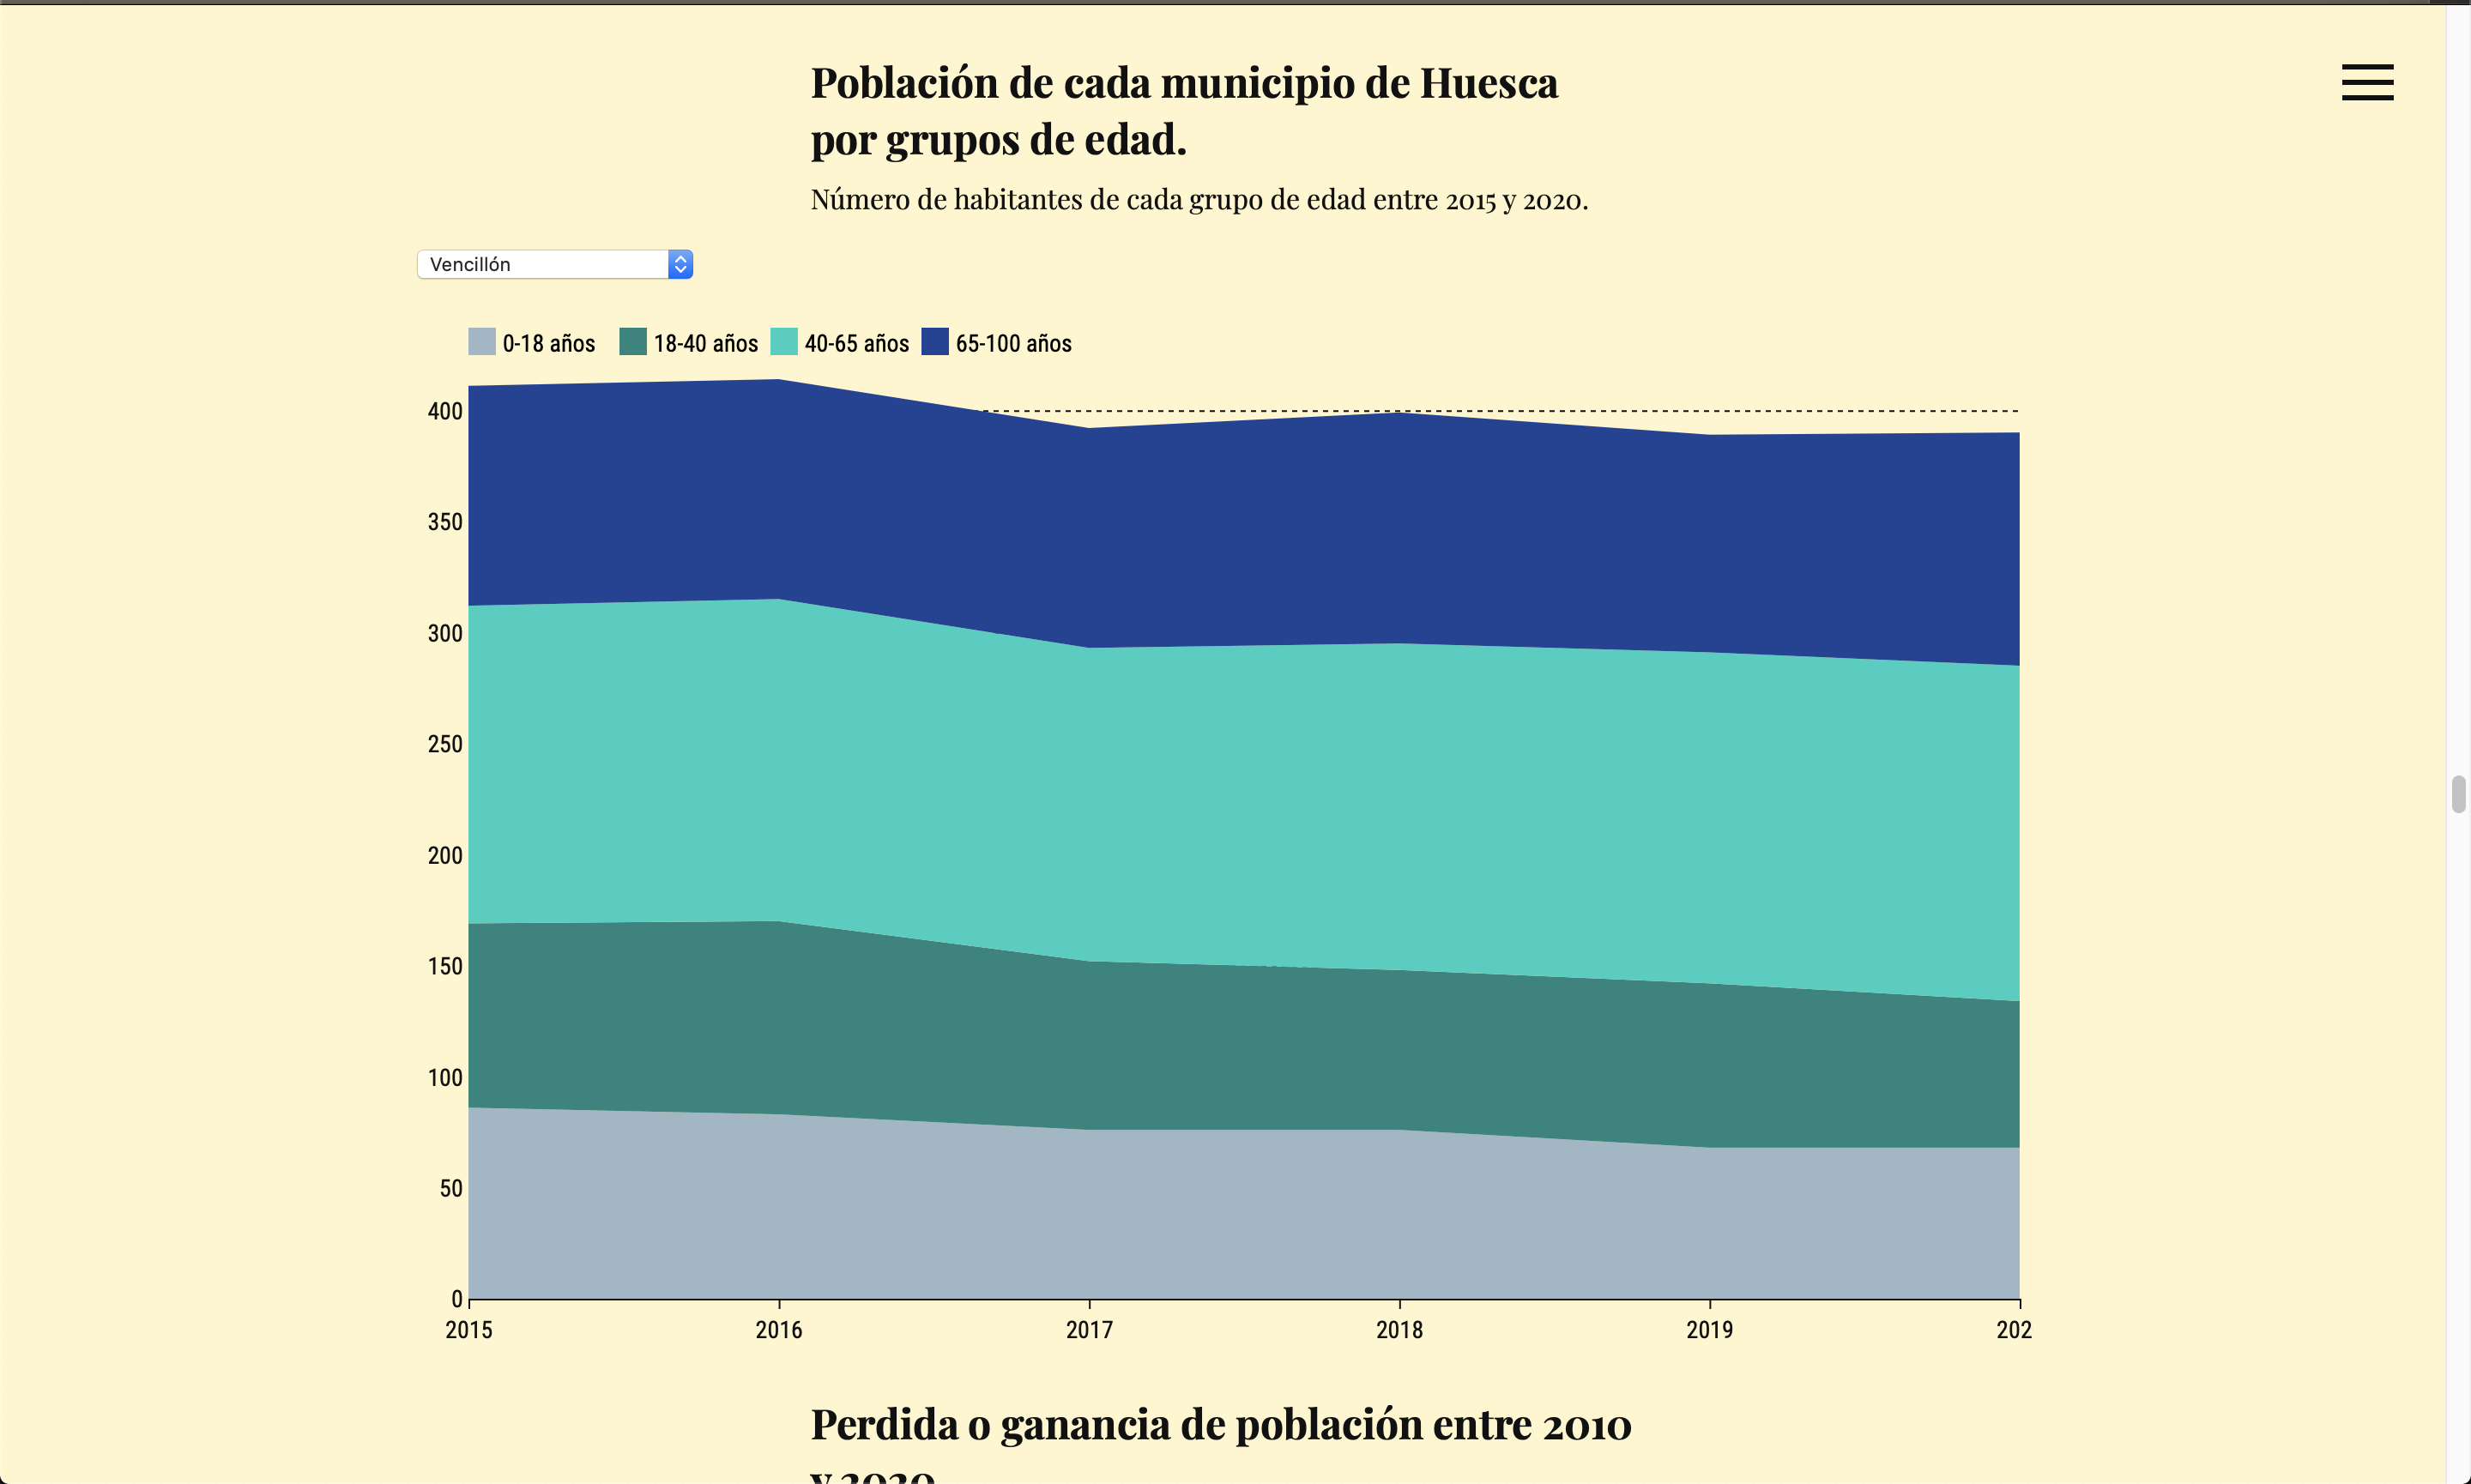 Población de cada municipio de Huesca
por grupos de edad.
Número de habitantes de cada grupo de edad entre 2015 y 2020.
Vencillón
0-18 años 18-40 años 40-65 años 65-100 años
400
350
300
250
200
150
100
50
0
2015 2016 2017 2018 2019 202
Perdida o ganancia de población entre 2010
y 2020